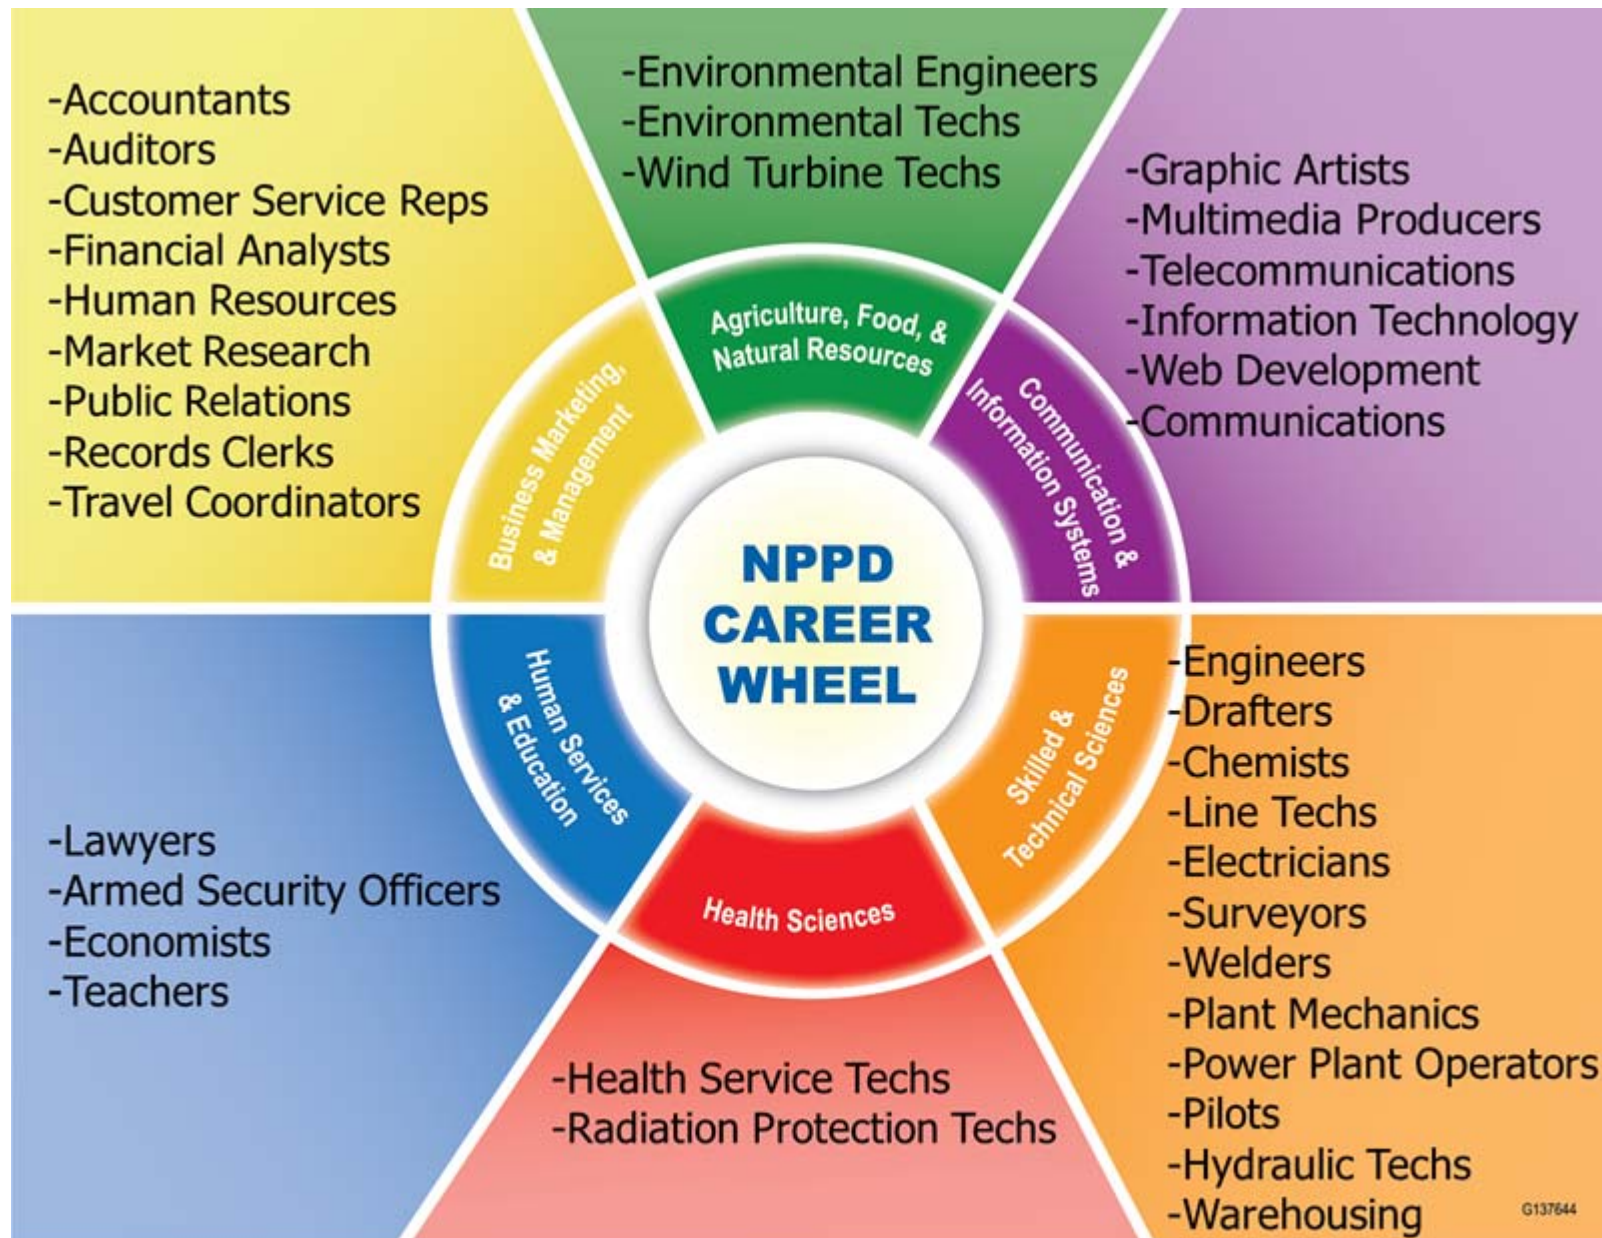 -Accountants
-Auditors
-Customer Service Reps
-Financial Analysts
-Human Resources
-Market Research
-Public Relations
-Records Clerks
-Travel Coordinators
-Environmental Engineers
-Environmental Techs
-Wind Turbine Techs
-Graphic Artists
-Multimedia Producers
-Telecommunications
-Information Technology
-Web Development
-Communications
Business Marketing,
& Management
Agriculture, Food, &
Natural Resources
Communication &
Information Systems
NPPD
CAREER
WHEEL
Human Services
& Education
Health Sciences
Skilled &
Technical Sciences
-Lawyers
-Armed Security Officers
-Economists
-Teachers
-Health Service Techs
-Radiation Protection Techs
-Engineers
-Drafters
-Chemists
-Line Techs
-Electricians
-Surveyors
-Welders
-Plant Mechanics
-Power Plant Operators
-Pilots
-Hydraulic Techs
-Warehousing
G137644